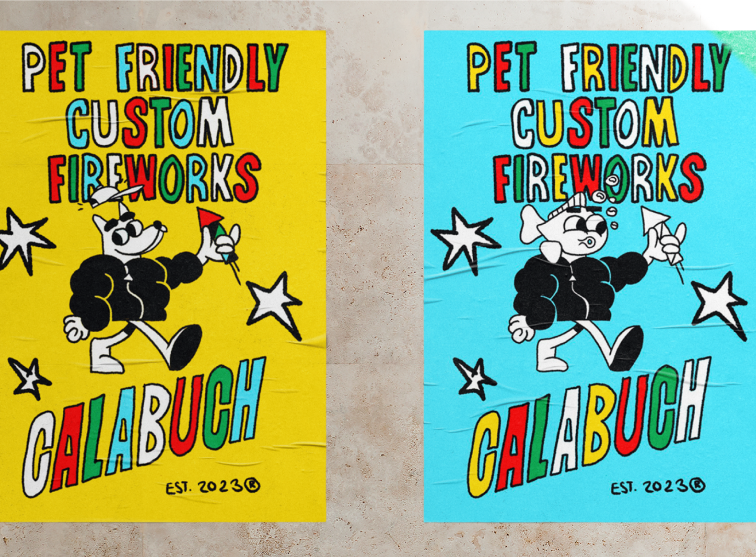 PET FRIENDLY
CUSTOM
FIREWORKS
CALABUCH
EST. 2023®
PET FRIENDLY
CUSTOM
FIREWORKS
CALABUCH
EST. 2023®